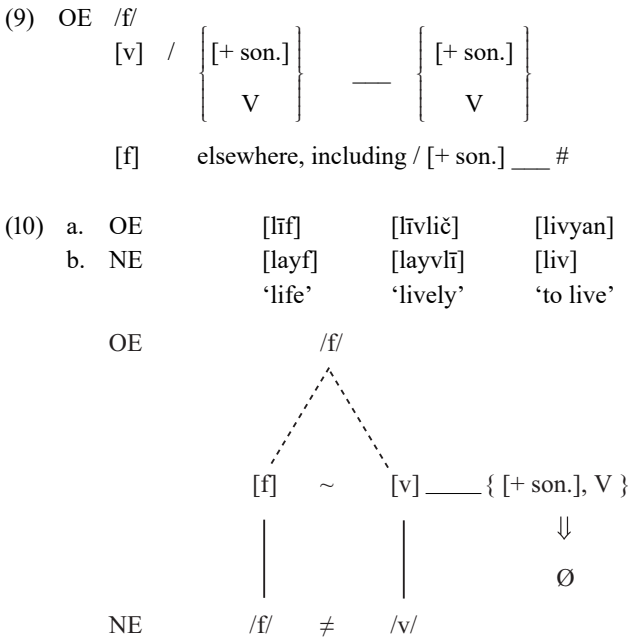 (9) OE /f/
[v] / { [+ son.] V } ___ { [+ son.] V }
[f] elsewhere, including / [+ son.] ___ #
(10) a. OE [līf] [līvlič] [livyan]
b. NE [layf] [layvlī] [liv]
‘life’ ‘lively’ ‘to live’
OE /f/
[f] ~ [v] ____ { [+ son.], V }
⇓
Ø
NE /f/ ≠ /v/